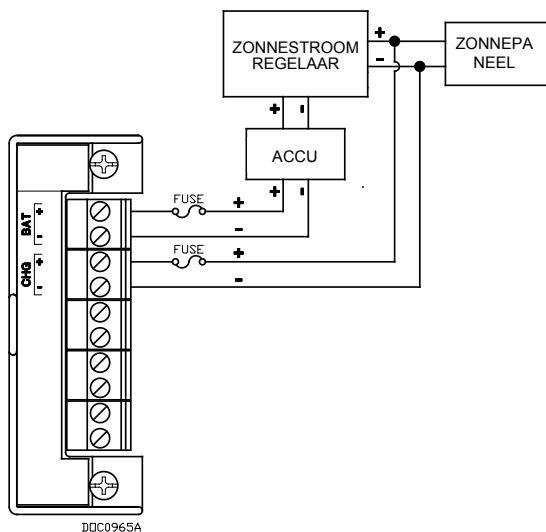 ZONNESTROOM
REGELAAR
+
-
ZONNEPA
NEEL
+ -
ACCU
+ -
BAT + -
FUSE + -
CHG + -
FUSE + -
DOC0965A